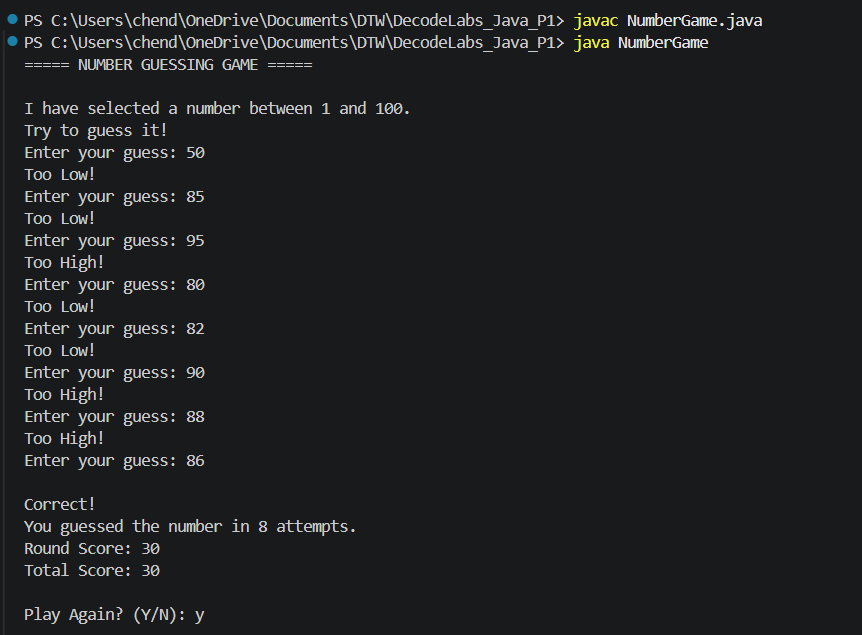 PS C:\Users\chend\OneDrive\Documents\DTW\DecodeLabs_Java_P1> javac NumberGame.java
PS C:\Users\chend\OneDrive\Documents\DTW\DecodeLabs_Java_P1> java NumberGame
===== NUMBER GUESSING GAME =====
I have selected a number between 1 and 100.
Try to guess it!
Enter your guess: 50
Too Low!
Enter your guess: 85
Too Low!
Enter your guess: 95
Too High!
Enter your guess: 80
Too Low!
Enter your guess: 82
Too Low!
Enter your guess: 90
Too High!
Enter your guess: 88
Too High!
Enter your guess: 86
Correct!
You guessed the number in 8 attempts.
Round Score: 30
Total Score: 30
Play Again? (Y/N): y